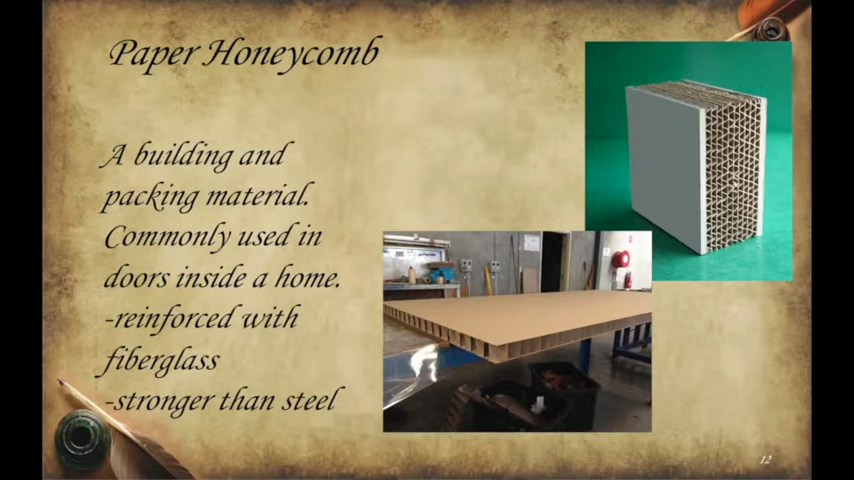 Paper Honeycomb
A building and
packing material.
Commonly used in
doors inside a home.
-reinforced with
fiberglass
-stronger than steel
12